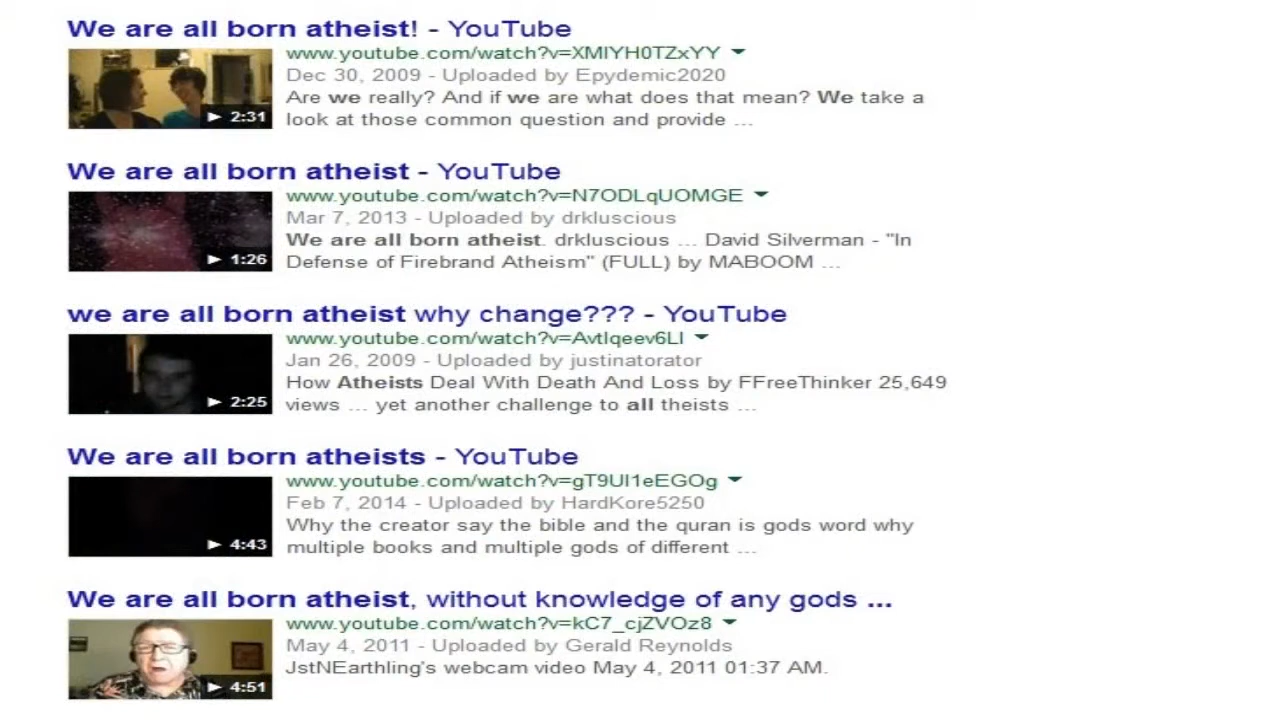 We are all born atheist! - YouTube
www.youtube.com/watch?v=XMIYH0TZxYY
Dec 30, 2009 - Uploaded by Epydemic2020
Are we really? And if we are what does that mean? We take a
look at those common question and provide ...
2:31
We are all born atheist - YouTube
www.youtube.com/watch?v=N7ODLqUOMGE
Mar 7, 2013 - Uploaded by drkluscious
We are all born atheist. drkluscious ... David Silverman - "In
Defense of Firebrand Atheism" (FULL) by MABOOM ...
1:26
we are all born atheist why change??? - YouTube
www.youtube.com/watch?v=AvtIqeev6LI
Jan 26, 2009 - Uploaded by justinatorator
How Atheists Deal With Death And Loss by FFreeThinker 25,649
views ... yet another challenge to all theists ...
2:25
We are all born atheists - YouTube
www.youtube.com/watch?v=gT9UI1eEGOg
Feb 7, 2014 - Uploaded by HardKore5250
Why the creator say the bible and the quran is gods word why
multiple books and multiple gods of different ...
4:43
We are all born atheist, without knowledge of any gods ...
www.youtube.com/watch?v=kC7_cjZVOz8
May 4, 2011 - Uploaded by Gerald Reynolds
JstNEarthling's webcam video May 4, 2011 01:37 AM.
4:51